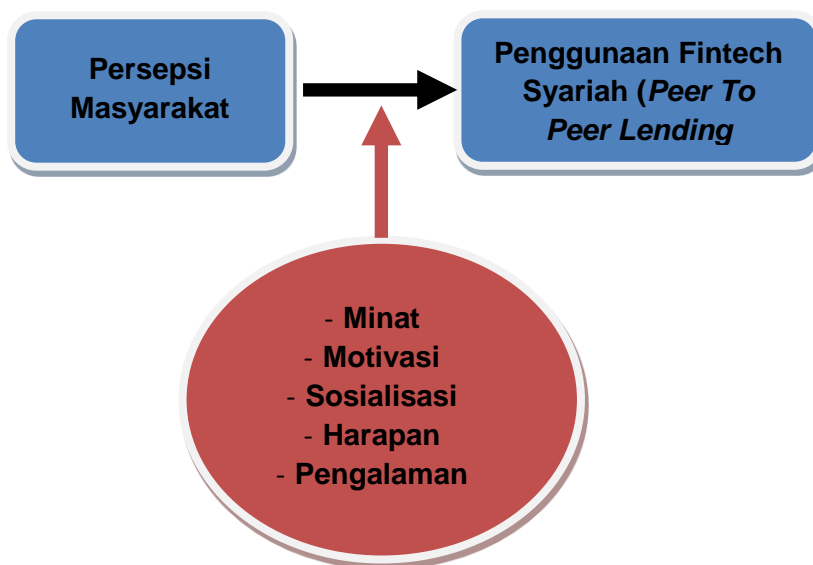 Persepsi
Masyarakat
Penggunaan Fintech
Syariah (Peer To
Peer Lending
- Minat
- Motivasi
- Sosialisasi
- Harapan
- Pengalaman